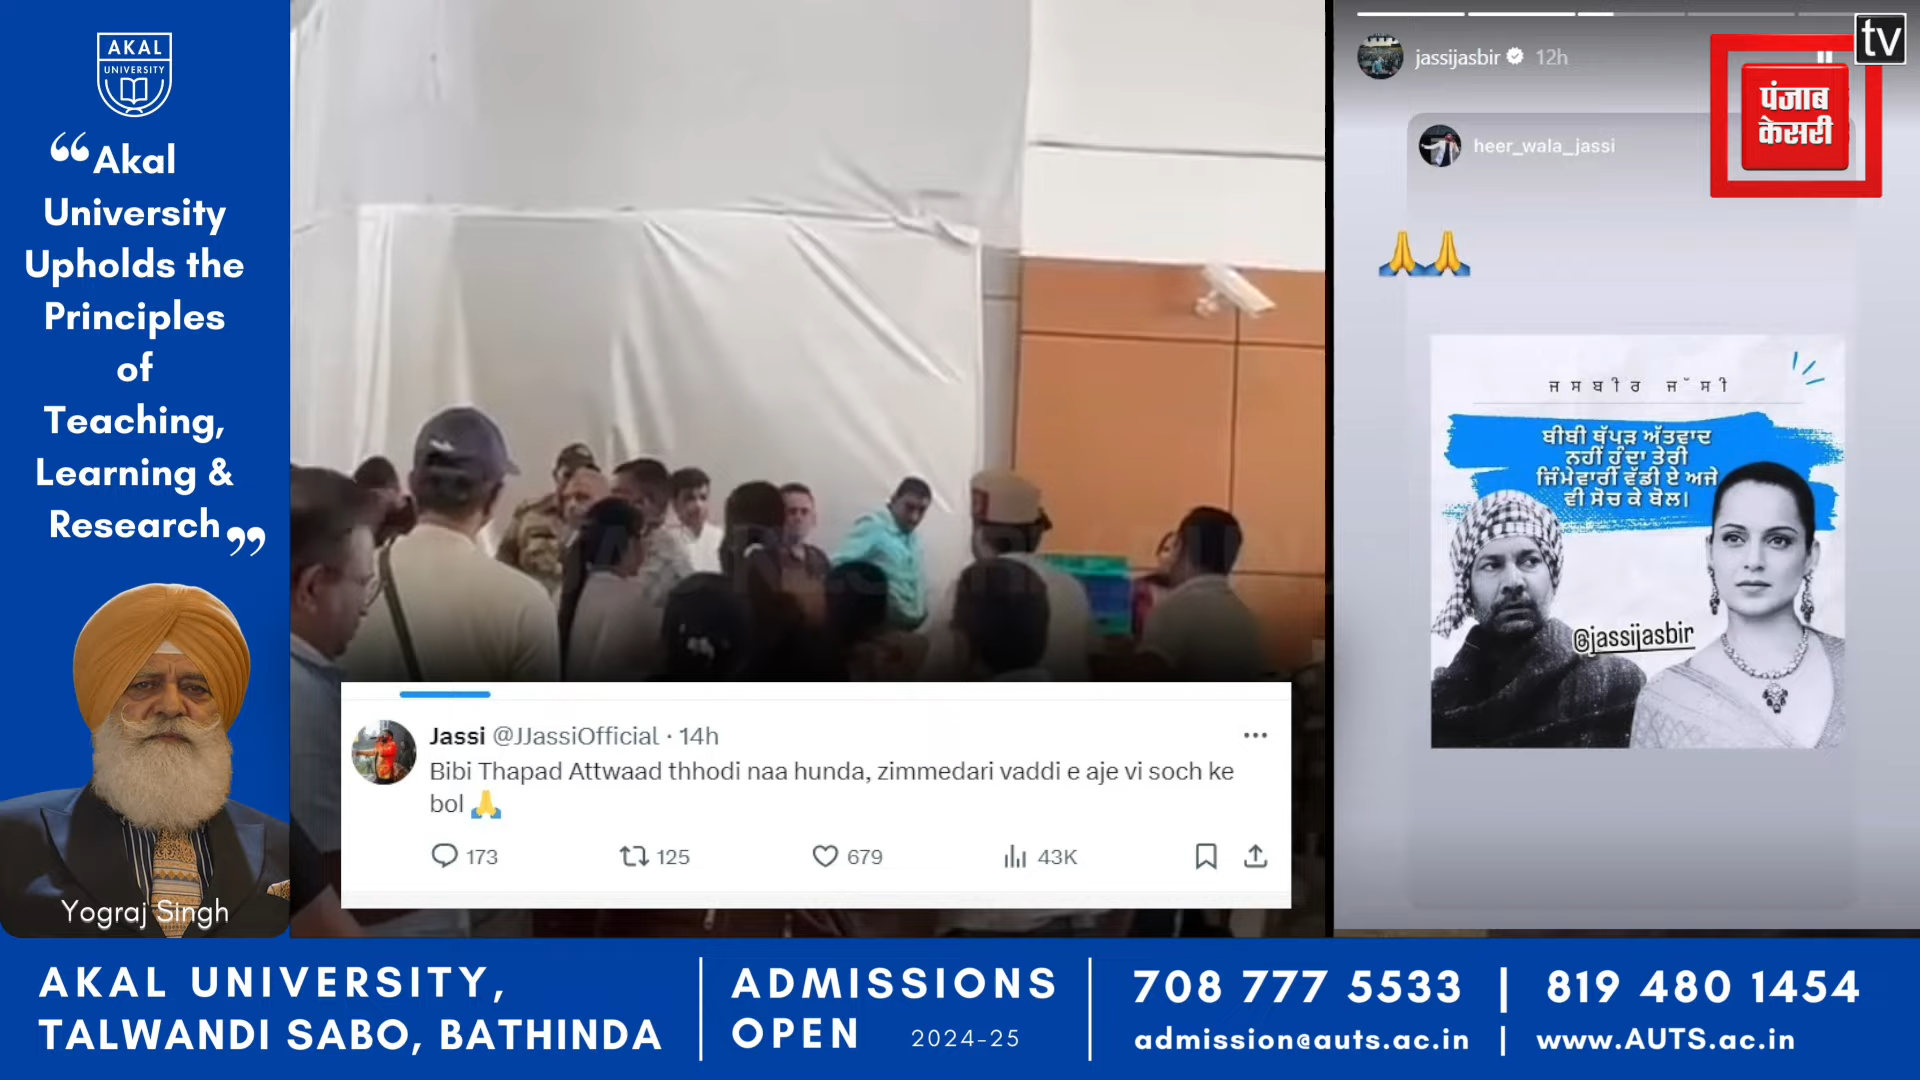 AKAL
UNIVERSITY
“Akal
University
Upholds the
Principles
of
Teaching,
Learning &
Research”
Yograj Singh
Jassi @JJassiOfficial · 14h
Bibi Thapad Attwaad thhodi naa hunda, zimmedari vaddi e aje vi soch ke
bol 🙏
173 125 679 43K
jassijasbir 12h
tv
पंजाब
केसरी
heer_wala_jassi
🙏🙏
ਜਸਬੀਰ ਜੱਸੀ
ਬੀਬੀ ਥੱਪੜ ਅੱਤਵਾਦ
ਨਹੀਂ ਹੁੰਦਾ ਤੇਰੀ
ਜਿੰਮੇਵਾਰੀ ਵੱਡੀ ਏ ਅਜੇ
ਵੀ ਸੋਚ ਕੇ ਬੋਲ।
@jassijasbir
AKAL UNIVERSITY,
TALWANDI SABO, BATHINDA
ADMISSIONS
OPEN 2024-25
708 777 5533 | 819 480 1454
admission@auts.ac.in | www.AUTS.ac.in